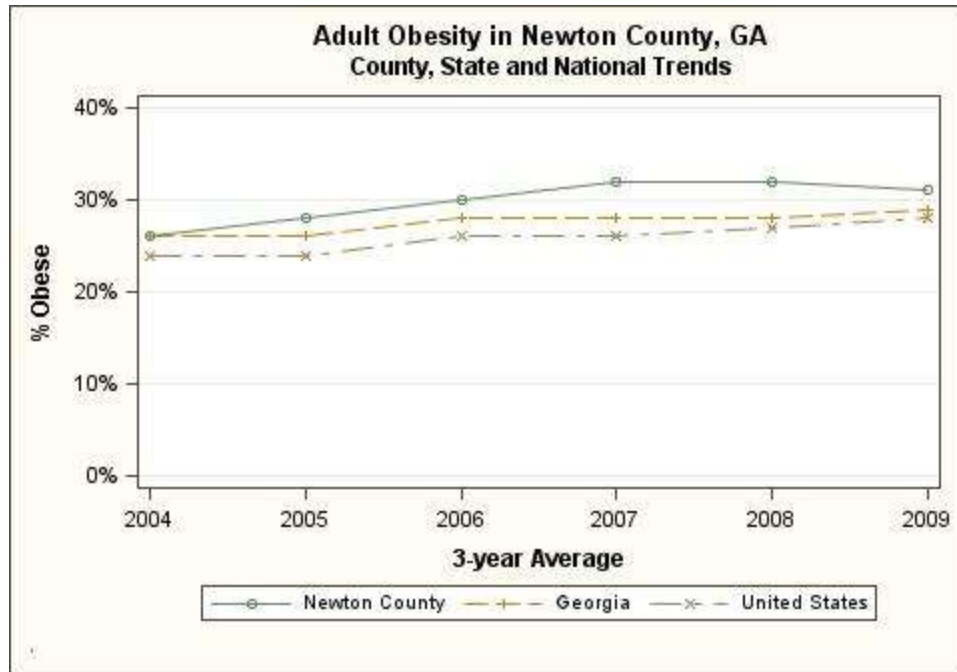 Adult Obesity in Newton County, GA
County, State and National Trends
% Obese
40%
30%
20%
10%
0%
2004 2005 2006 2007 2008 2009
3-year Average
Newton County Georgia United States